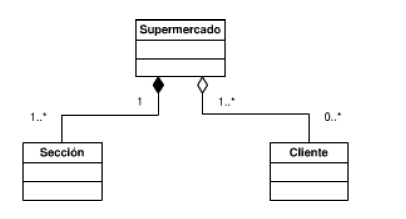 Supermercado
1
1..*
1..*
0..*
Sección
Cliente